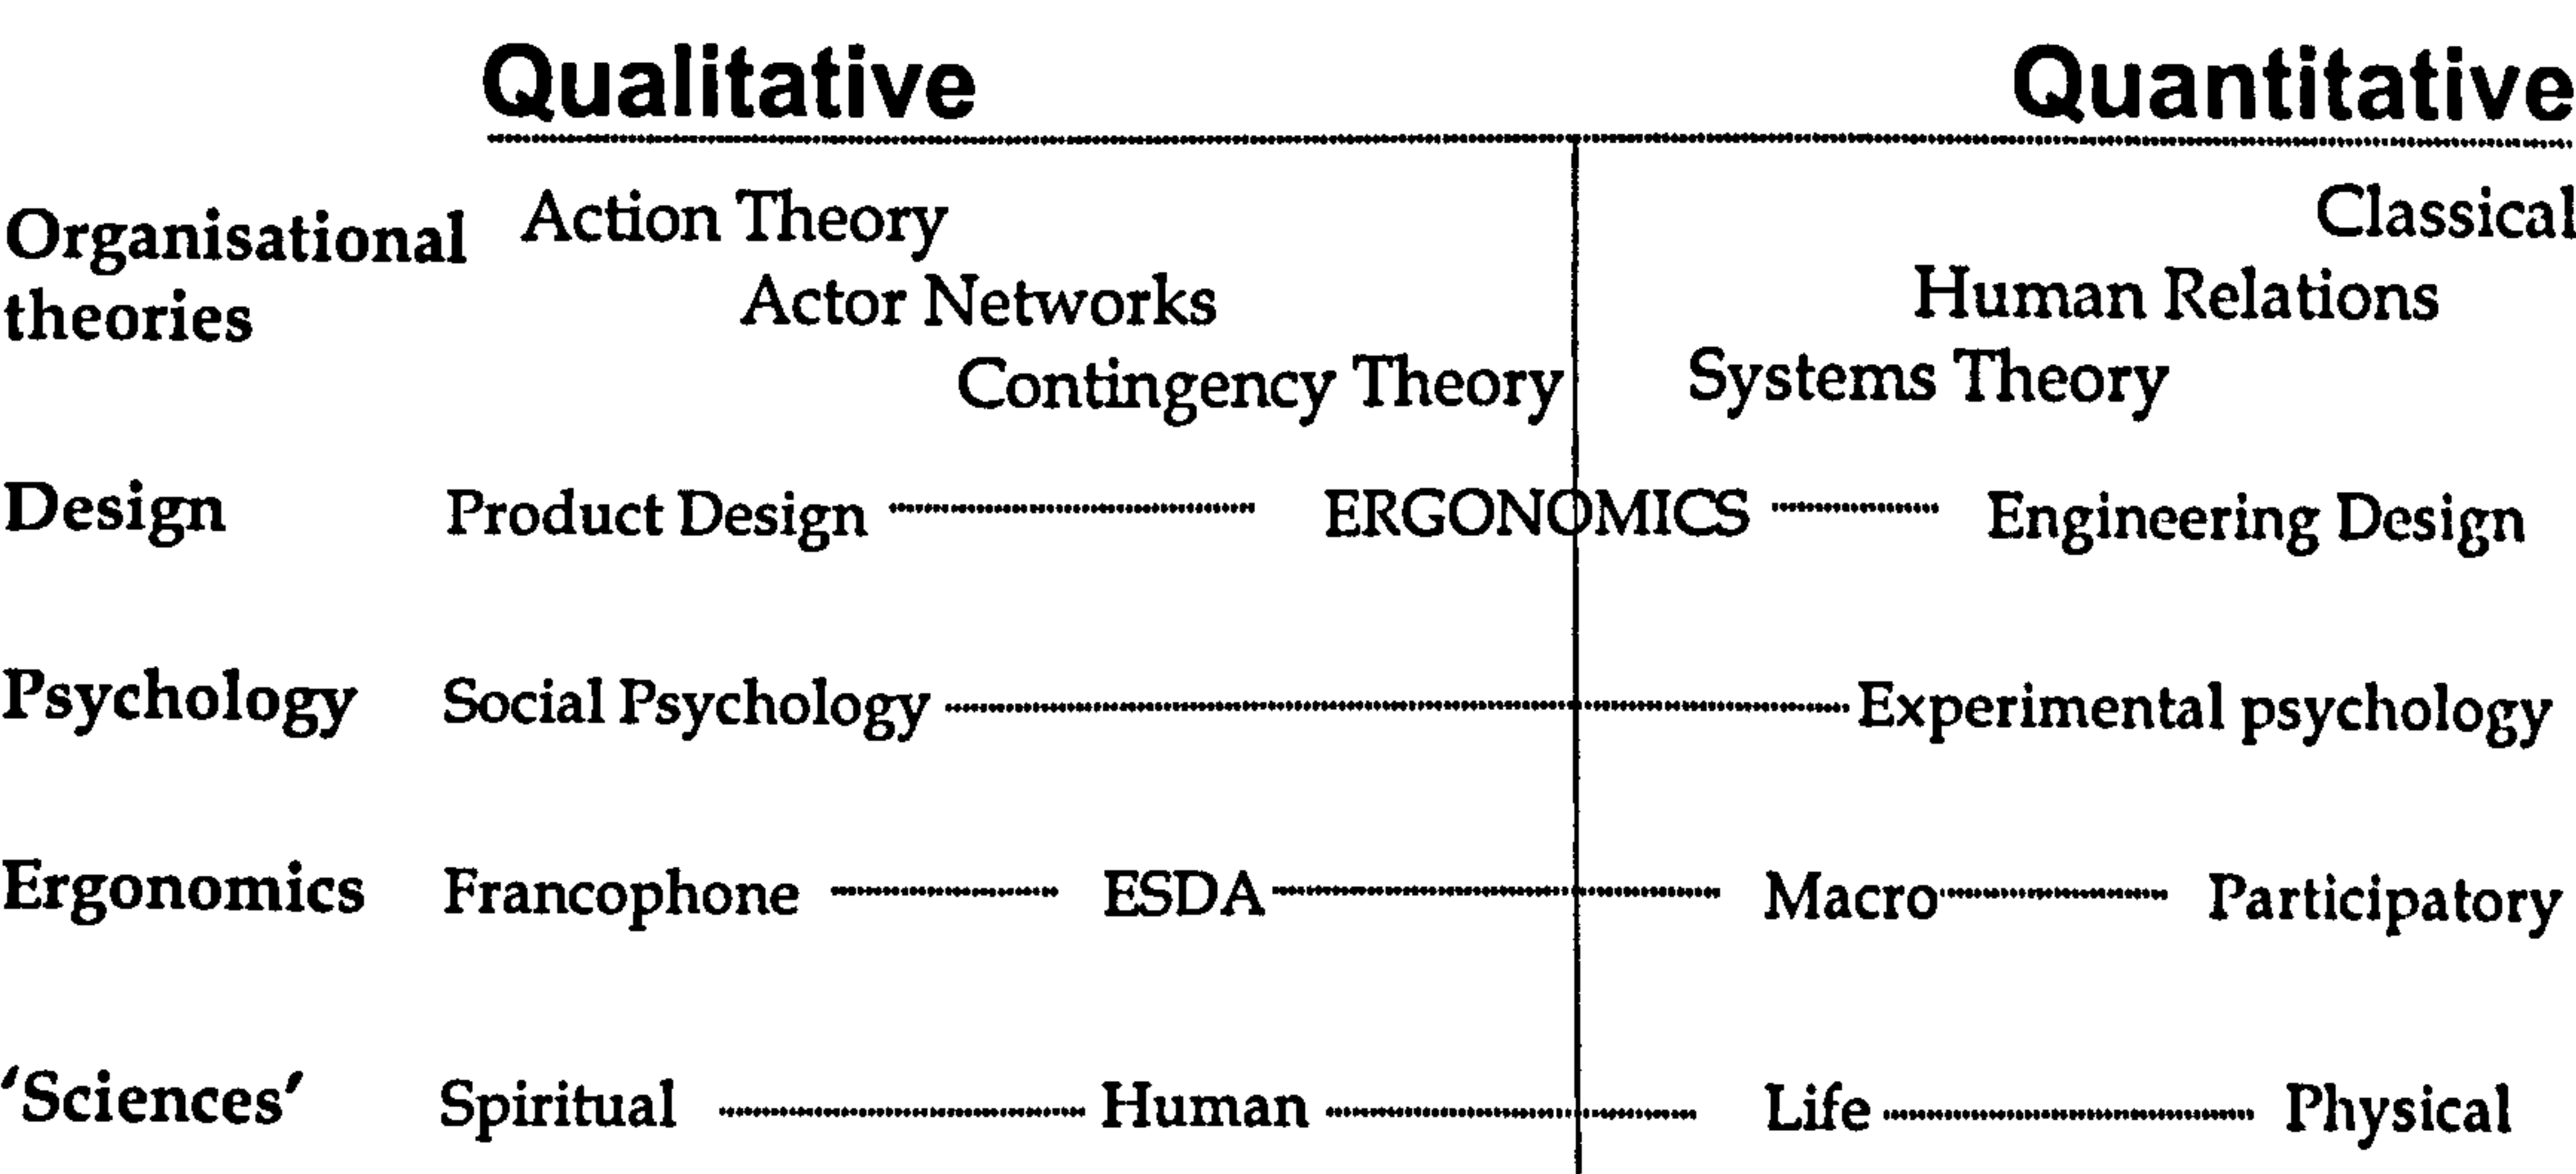 Qualitative Quantitative
Action Theory Classical
Organisational
Actor Networks Human Relations
theories
Contingency Theory Systems Theory
Design Product Design ERGONOMICS Engineering Design
Psychology Social Psychology Experimental psychology
Ergonomics Francophone ESDA Macro Participatory
'Sciences' Spiritual Human Life Physical